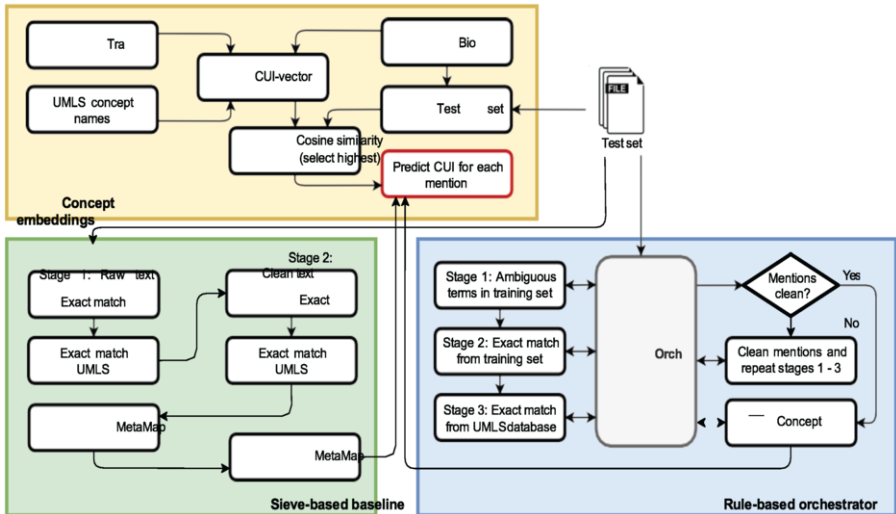 Tra
Bio
CUI-vector
UMLS concept
names
Test set
Cosine similarity
(select highest)
Predict CUI for each
mention
Concept
embeddings
FILE
Test set
Stage 1: Raw text
Exact match
Exact match
UMLS
Stage 2:
Clean text
Exact
Exact match
UMLS
MetaMap
MetaMap
Sieve-based baseline
Stage 1: Ambiguous
terms in training set
Stage 2: Exact match
from training set
Stage 3: Exact match
from UMLSdatabase
Orch
Mentions
clean?
Yes
No
Clean mentions and
repeat stages 1 - 3
Concept
Rule-based orchestrator